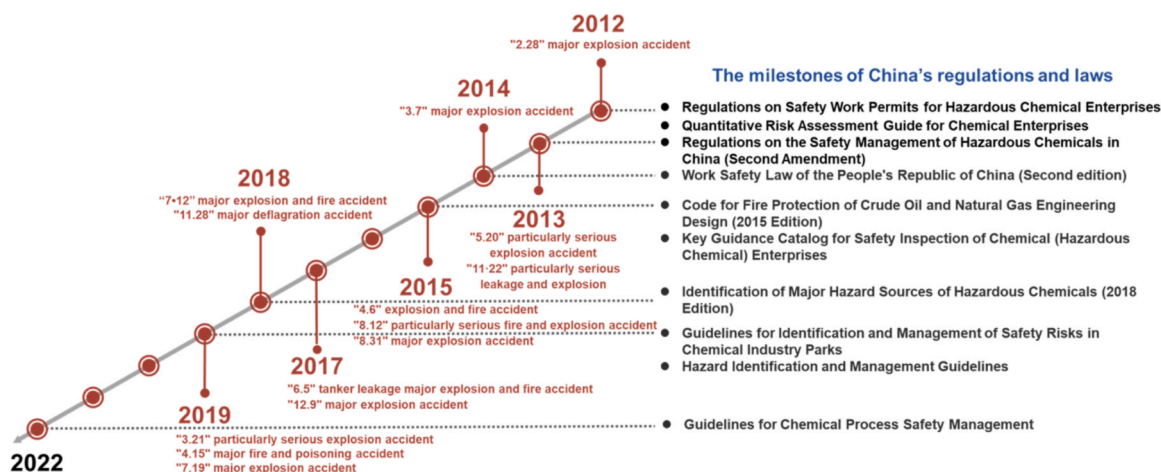 2012
"2.28" major explosion accident
The milestones of China's regulations and laws
2014
"3.7" major explosion accident
● Regulations on Safety Work Permits for Hazardous Chemical Enterprises
● Quantitative Risk Assessment Guide for Chemical Enterprises
● Regulations on the Safety Management of Hazardous Chemicals in
China (Second Amendment)
● Work Safety Law of the People's Republic of China (Second edition)
2018
"7•12" major explosion and fire accident
"11.28" major deflagration accident
● Code for Fire Protection of Crude Oil and Natural Gas Engineering
Design (2015 Edition)
2013
"5.20" particularly serious
explosion accident
"11·22" particularly serious
leakage and explosion
● Key Guidance Catalog for Safety Inspection of Chemical (Hazardous
Chemical) Enterprises
2015
"4.6" explosion and fire accident
"8.12" particularly serious fire and explosion accident
"8.31" major explosion accident
● Identification of Major Hazard Sources of Hazardous Chemicals (2018
Edition)
● Guidelines for Identification and Management of Safety Risks in
Chemical Industry Parks
● Hazard Identification and Management Guidelines
2017
"6.5" tanker leakage major explosion and fire accident
"12.9" major explosion accident
2019
"3.21" particularly serious explosion accident
"4.15" major fire and poisoning accident
"7.19" major explosion accident
● Guidelines for Chemical Process Safety Management
2022